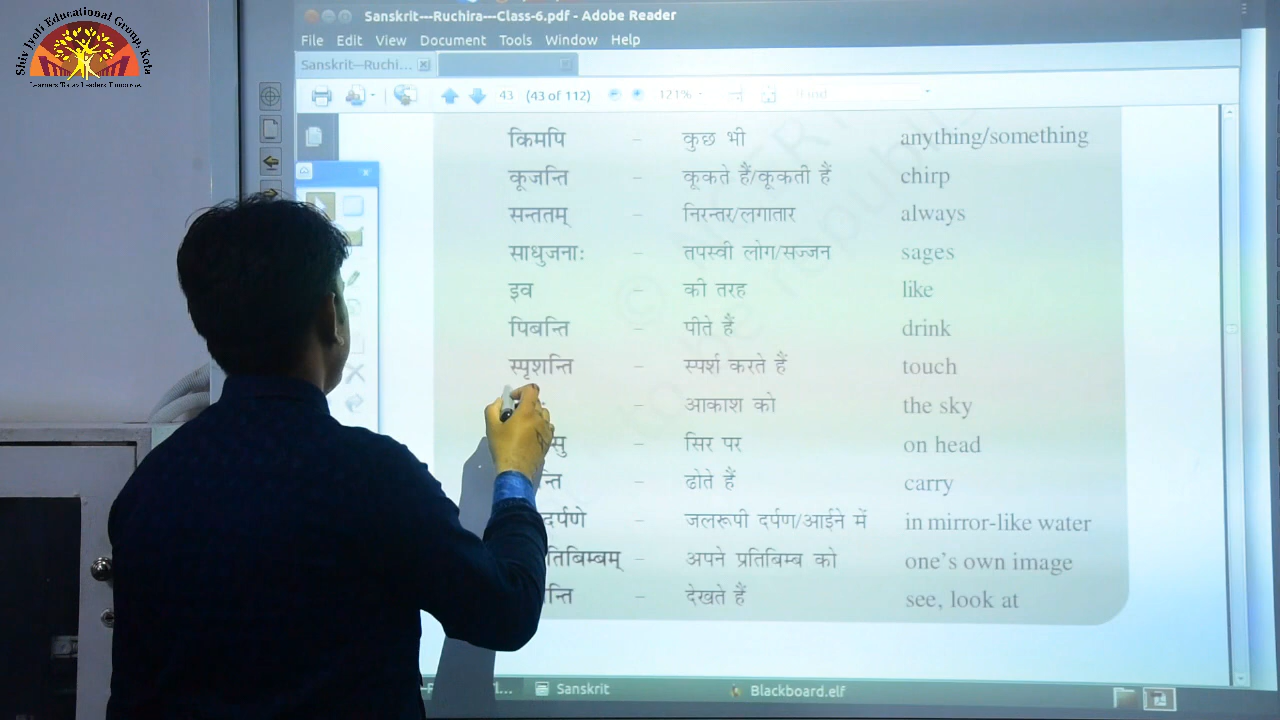 Shiv Jyoti Educational Group, Kota
Sanskrit---Ruchira---Class-6.pdf - Adobe Reader
File Edit View Document Tools Window Help
Sanskrit---Ruchi...
43 (43 of 112) 121% Find
किमपि – कुछ भी anything/something
कूजन्ति – कूकते हैं/कूकती हैं chirp
सन्ततम् – निरन्तर/लगातार always
साधुजनाः – तपस्वी लोग/सज्जन sages
इव – की तरह like
पिबन्ति – पीते हैं drink
स्पृशन्ति – स्पर्श करते हैं touch
– आकाश को the sky
सु – सिर पर on head
न्ति – ढोते हैं carry
दर्पणे – जलरूपी दर्पण/आईने में in mirror-like water
तिबिम्बम् – अपने प्रतिबिम्ब को one's own image
न्ति – देखते हैं see, look at
Sanskrit Blackboard.elf